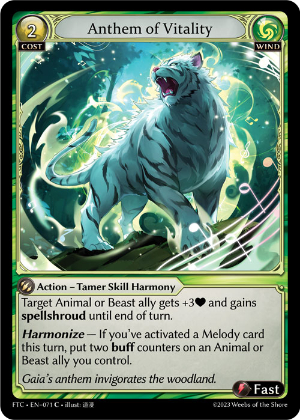 2
COST
Anthem of Vitality
WIND
Action – Tamer Skill Harmony
Target Animal or Beast ally gets +3♥ and gains
spellshroud until end of turn.
Harmonize — If you've activated a Melody card
this turn, put two buff counters on an Animal or
Beast ally you control.
Gaia's anthem invigorates the woodland.
Fast
FTC • EN-071 C • illust: 
©2023 Weebs of the Shore